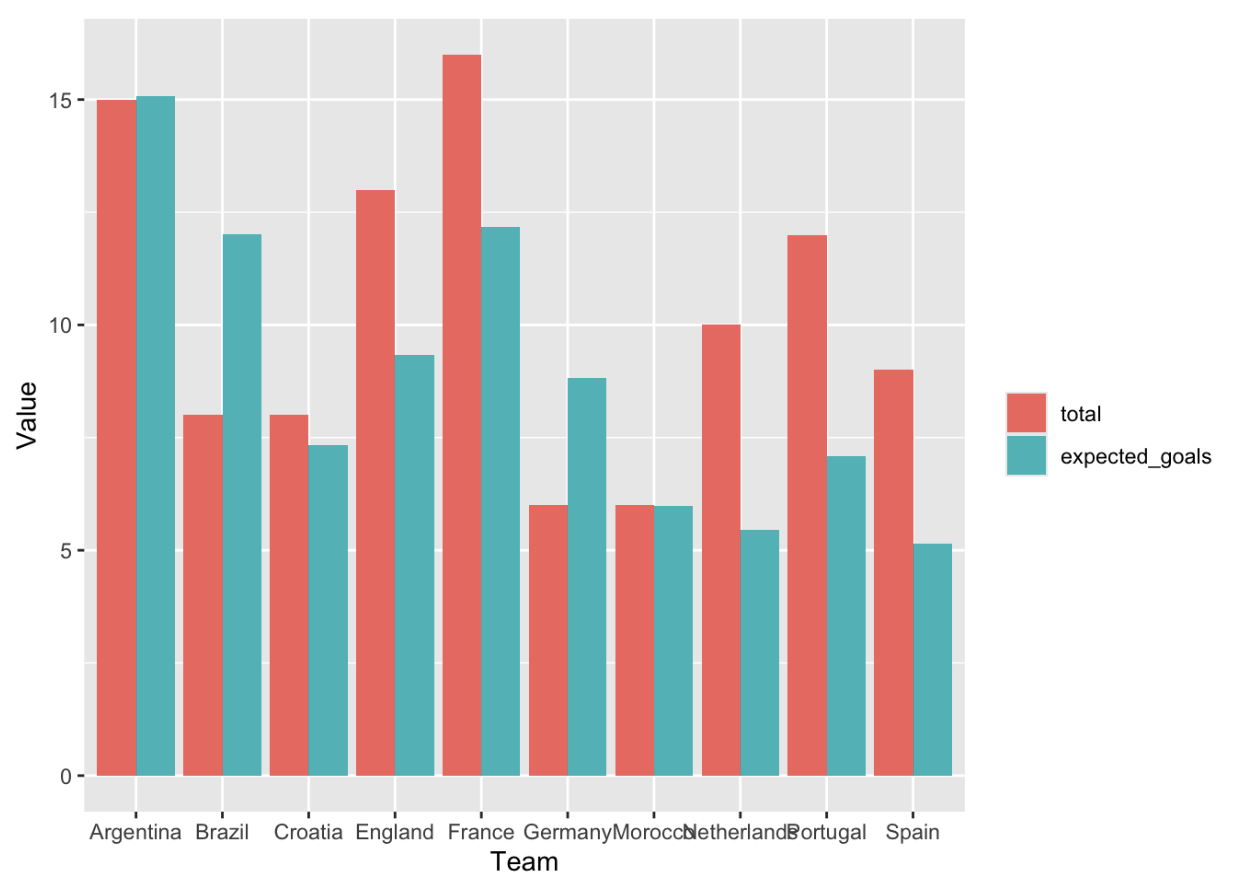 15
10
5
0
Value
Argentina Brazil Croatia England France Germany Morocco Netherlands Portugal Spain
Team
total
expected_goals